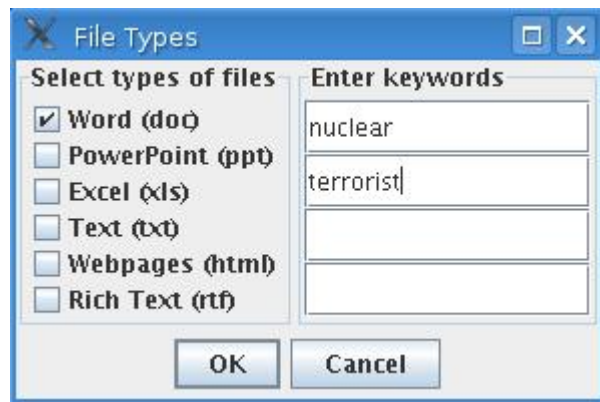 File Types
Select types of files
Word (doc)
PowerPoint (ppt)
Excel (xls)
Text (txt)
Webpages (html)
Rich Text (rtf)
Enter keywords
nuclear
terrorist
OK
Cancel